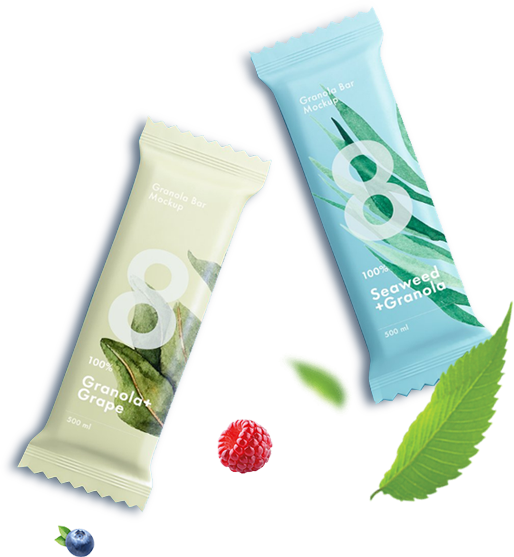 Granola Bar
Mockup
8
100%
Seaweed
+Granola
500 ml
Granola Bar
Mockup
8
100%
Granola+
Grape
500 ml